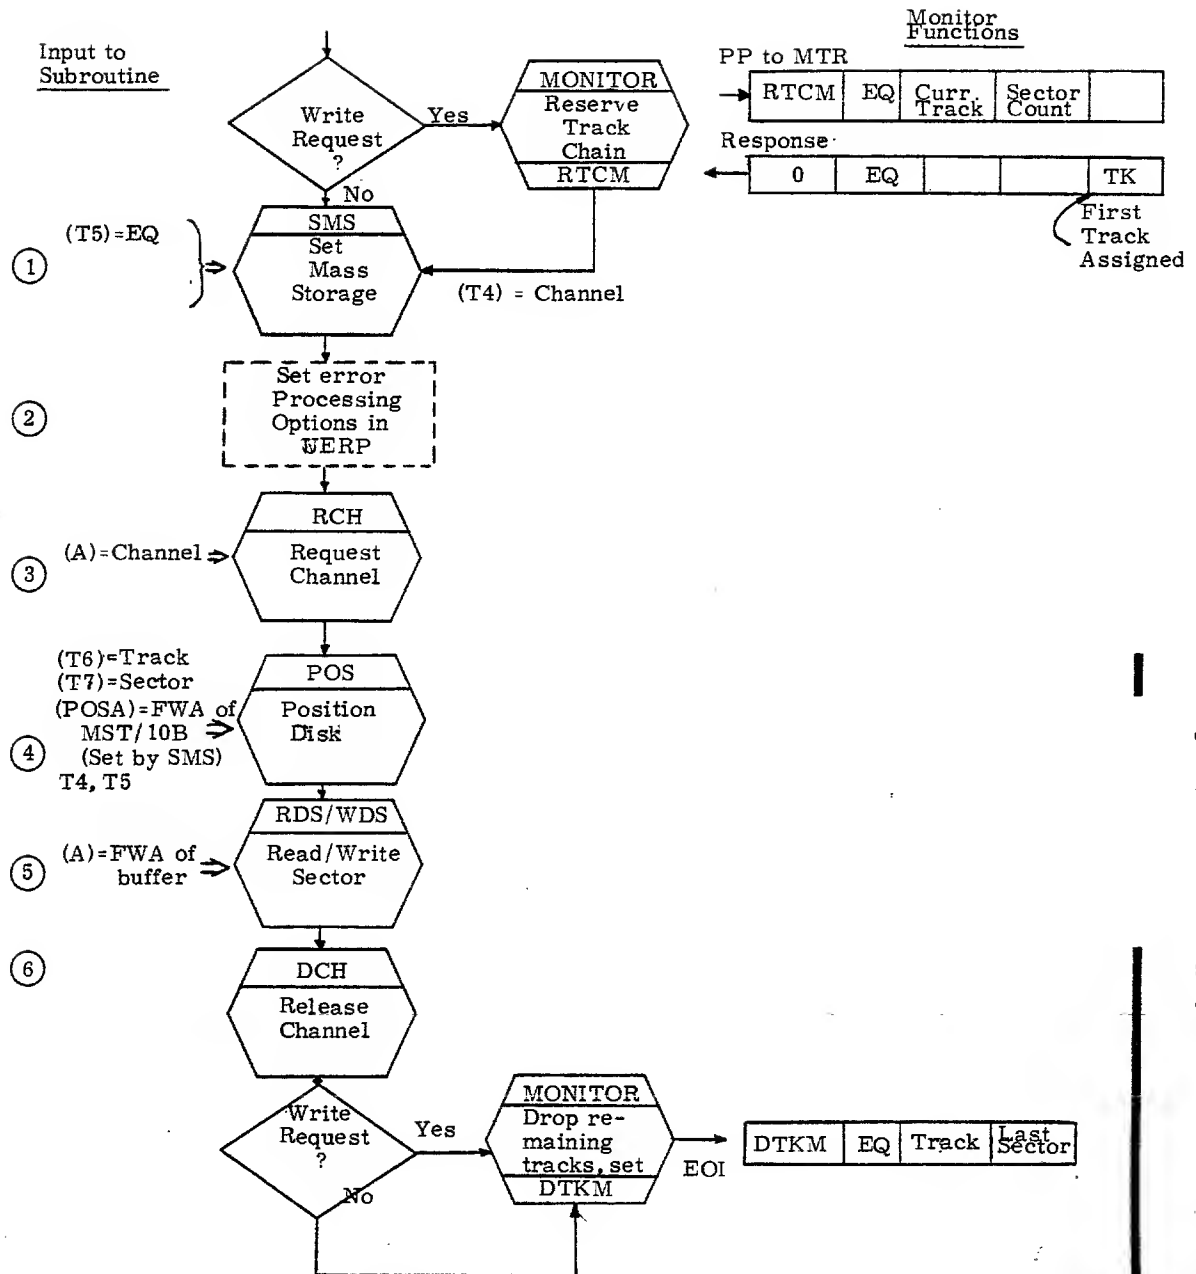 Monitor
Functions
Input to
Subroutine
PP to MTR
Write
Request
?
Yes
No
MONITOR
Reserve
Track
Chain
RTCM
RTCM EQ Curr. Track Sector Count
Response
0 EQ TK
First
Track
Assigned
1
(T5)=EQ
SMS
Set
Mass
Storage
(T4) = Channel
2
Set error
Processing
Options in
UERP
3
(A)=Channel
RCH
Request
Channel
4
(T6)=Track
(T7)=Sector
(POSA)=FWA of
MST/10B
(Set by SMS)
T4, T5
POS
Position
Disk
5
(A)=FWA of
buffer
RDS/WDS
Read/Write
Sector
6
DCH
Release
Channel
Write
Request
?
Yes
No
MONITOR
Drop re-
maining
tracks, set
DTKM
EOI
DTKM EQ Track Last Sector